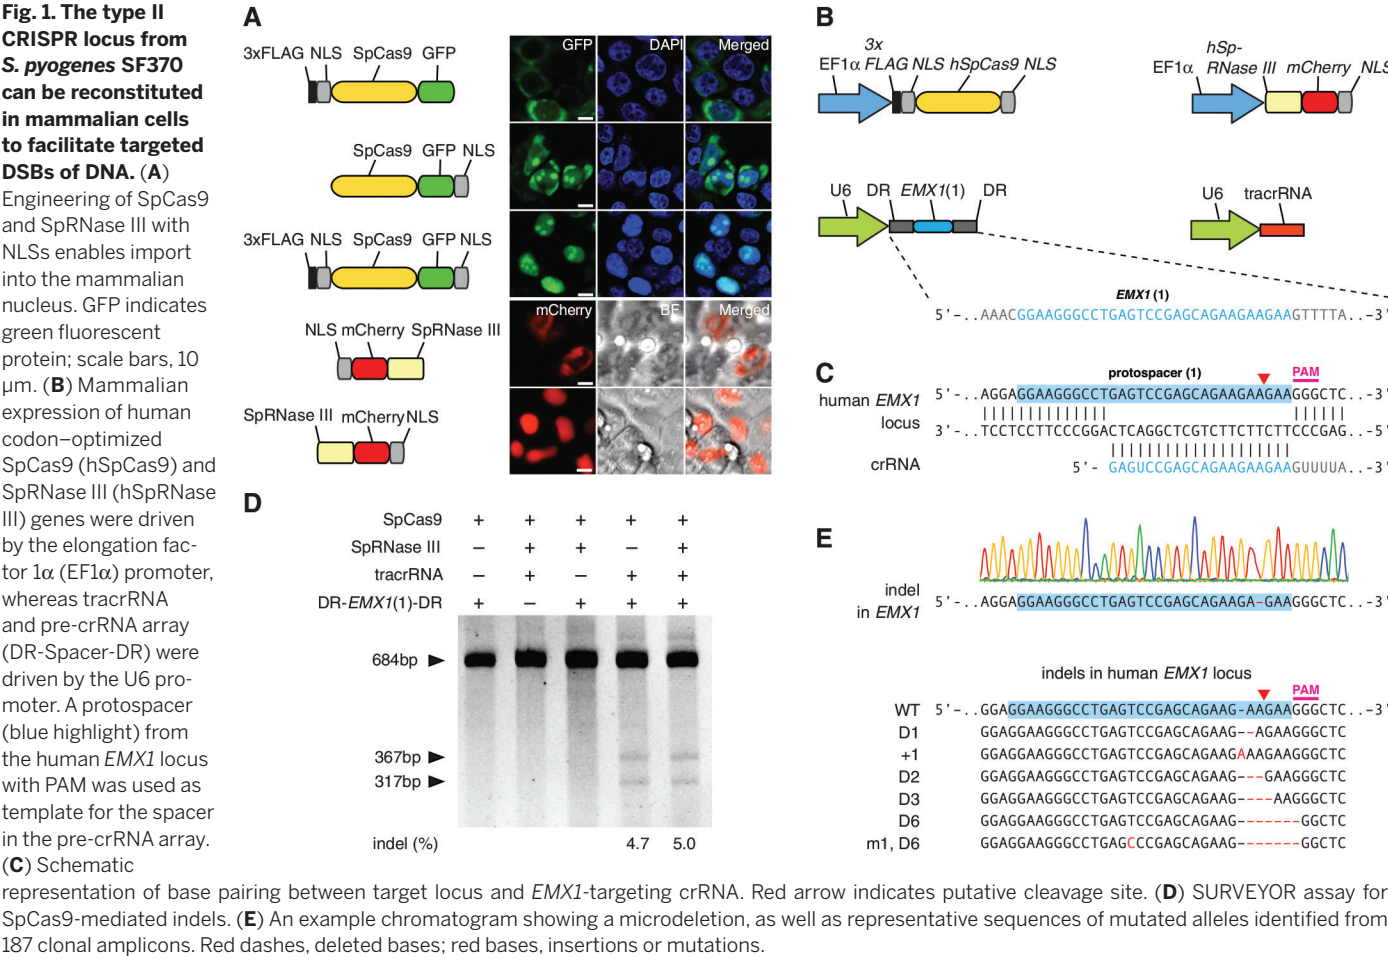 Fig. 1. The type II
CRISPR locus from
S. pyogenes SF370
can be reconstituted
in mammalian cells
to facilitate targeted
DSBs of DNA. (A)
Engineering of SpCas9
and SpRNase III with
NLSs enables import
into the mammalian
nucleus. GFP indicates
green fluorescent
protein; scale bars, 10
μm. (B) Mammalian
expression of human
codon–optimized
SpCas9 (hSpCas9) and
SpRNase III (hSpRNase
III) genes were driven
by the elongation fac-
tor 1α (EF1α) promoter,
whereas tracrRNA
and pre-crRNA array
(DR-Spacer-DR) were
driven by the U6 pro-
moter. A protospacer
(blue highlight) from
the human EMX1 locus
with PAM was used as
template for the spacer
in the pre-crRNA array.
(C) Schematic
representation of base pairing between target locus and EMX1-targeting crRNA. Red arrow indicates putative cleavage site. (D) SURVEYOR assay for
SpCas9-mediated indels. (E) An example chromatogram showing a microdeletion, as well as representative sequences of mutated alleles identified from
187 clonal amplicons. Red dashes, deleted bases; red bases, insertions or mutations.
A
3xFLAG NLS SpCas9 GFP
SpCas9 GFP NLS
3xFLAG NLS SpCas9 GFP NLS
NLS mCherry SpRNase III
SpRNase III mCherry NLS
GFP DAPI Merged
mCherry BF Merged
B
3x
EF1α FLAG NLS hSpCas9 NLS
hSp-
EF1α RNase III mCherry NLS
U6 DR EMX1(1) DR
U6 tracrRNA
EMX1 (1)
5'-..AAACGGAAGGGCCTGAGTCCGAGCAGAAGAAGAAGTTTTA..-3'
C
protospacer (1) PAM
human EMX1 locus
5'-..AGGAGGAAGGGCCTGAGTCCGAGCAGAAGAAGAAGGGCTC..-3'
3'-..TCCTCCTTCCCGGACTCAGGCTCGTCTTCTTCTTCCCGAG..-5'
crRNA 5'- GAGUCCGAGCAGAAGAAGAAGUUUUA..-3'
D
SpCas9 + + + + +
SpRNase III – + + – +
tracrRNA – + – + +
DR-EMX1(1)-DR + – + + +
684bp
367bp
317bp
indel (%) 4.7 5.0
E
indel in EMX1
5'-..AGGAGGAAGGGCCTGAGTCCGAGCAGAAGA-GAAGGGCTC..-3'
indels in human EMX1 locus
PAM
WT 5'-..GGAGGAAGGGCCTGAGTCCGAGCAGAAG-AAGAAGGGCTC..-3'
D1 GGAGGAAGGGCCTGAGTCCGAGCAGAAG--AGAAGGGCTC
+1 GGAGGAAGGGCCTGAGTCCGAGCAGAAGAAAGAAGGGCTC
D2 GGAGGAAGGGCCTGAGTCCGAGCAGAAG---GAAGGGCTC
D3 GGAGGAAGGGCCTGAGTCCGAGCAGAAG----AAGGGCTC
D6 GGAGGAAGGGCCTGAGTCCGAGCAGAAG-------GGCTC
m1, D6 GGAGGAAGGGCCTGAGCCCGAGCAGAAG-------GGCTC